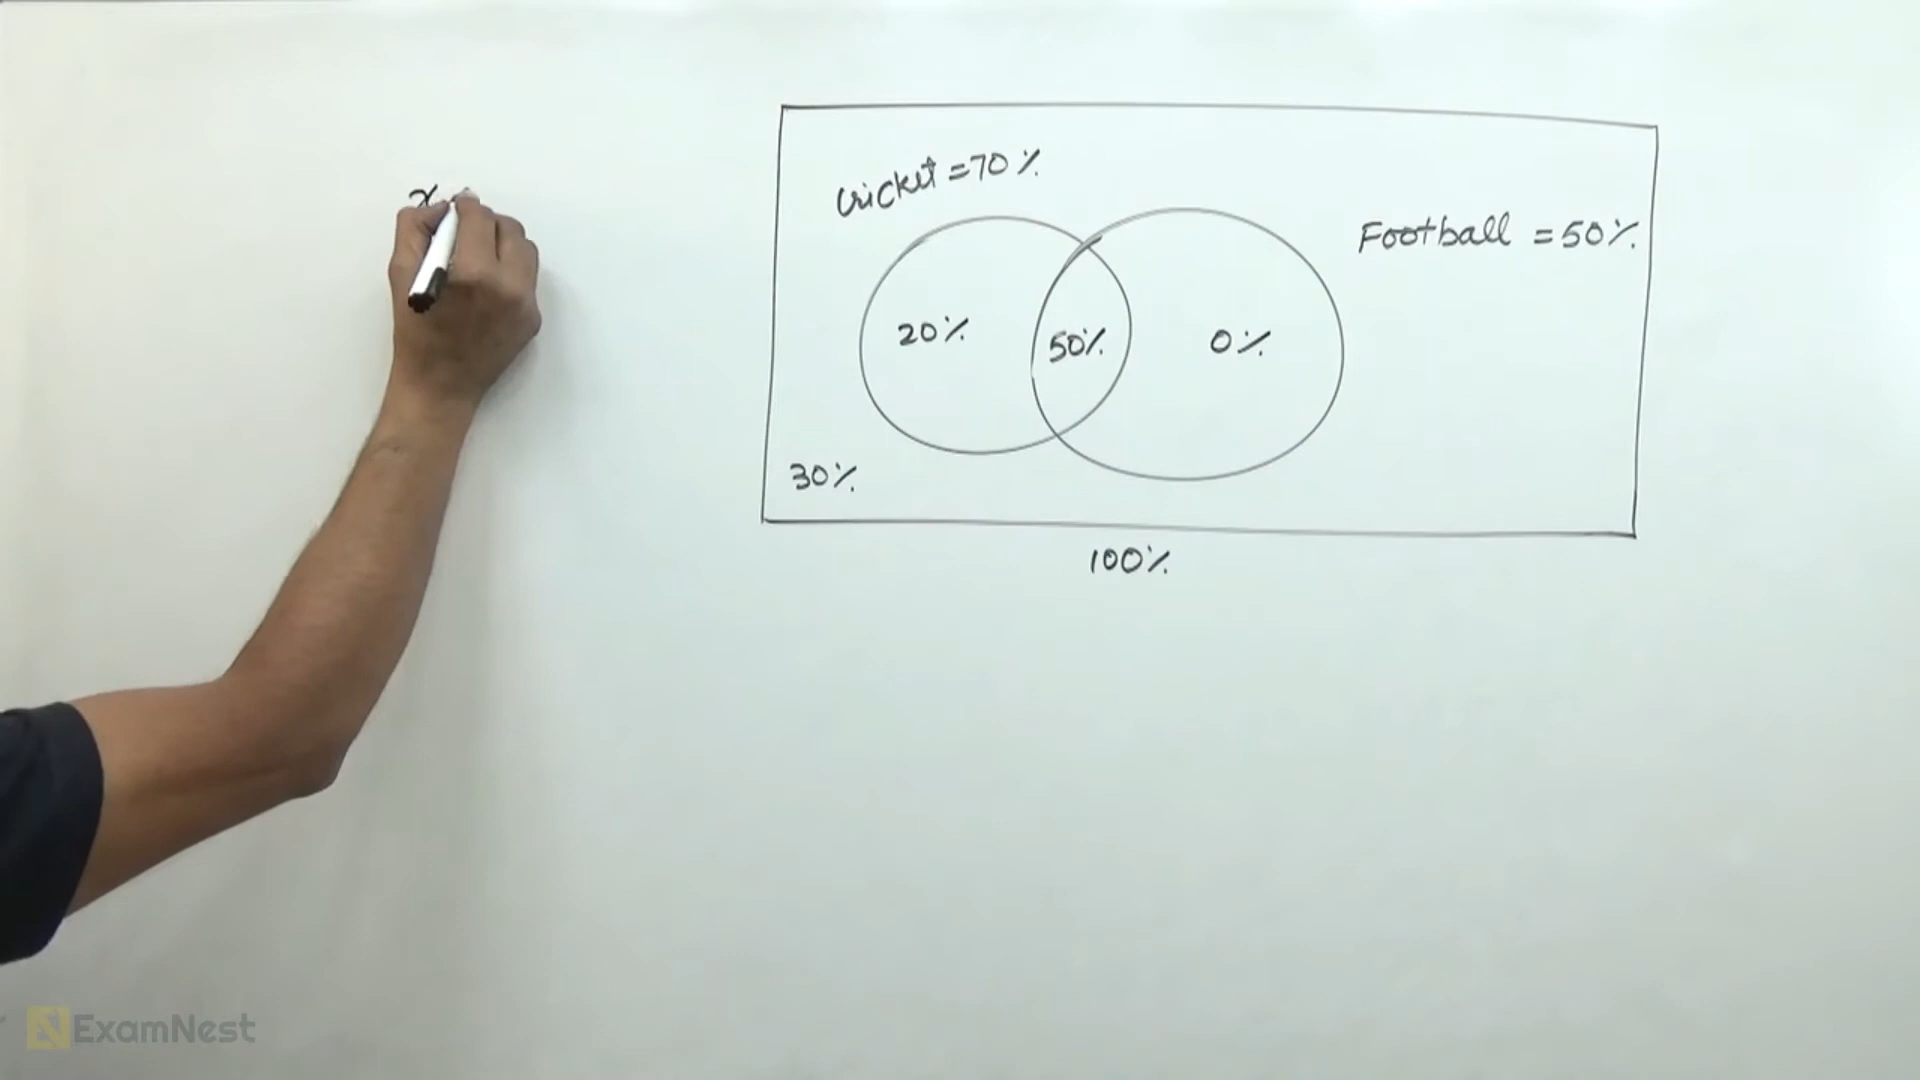 x
Cricket = 70%
Football = 50%
20%
50%
0%
30%
100%
ExamNest